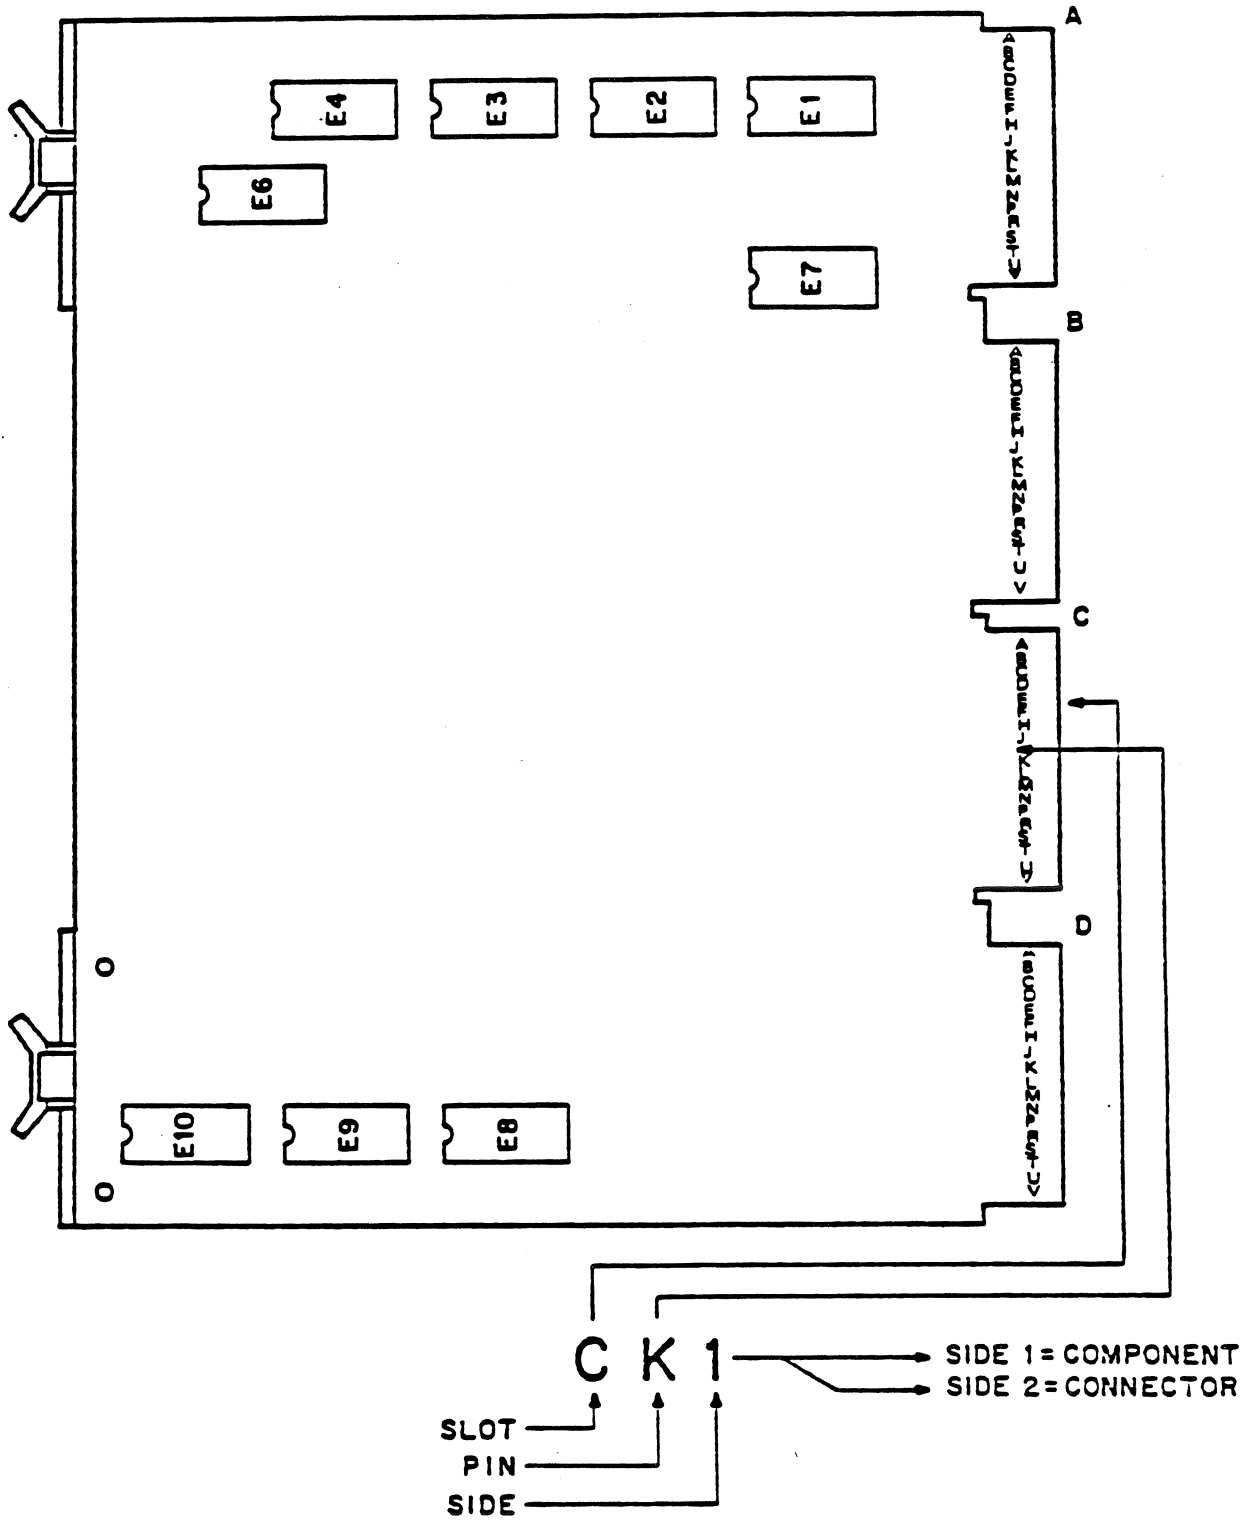 A
E4
E3
E2
E1
E6
E7
A
B
C
D
E
F
H
J
K
L
M
N
P
R
S
T
U
V
B
A
B
C
D
E
F
H
J
K
L
M
N
P
R
S
T
U
V
C
A
B
C
D
E
F
H
J
K
L
M
N
P
R
S
T
U
V
D
A
B
C
D
E
F
H
J
K
L
M
N
P
R
S
T
U
V
E10
E9
E8
C K 1
SIDE 1= COMPONENT
SIDE 2= CONNECTOR
SLOT
PIN
SIDE